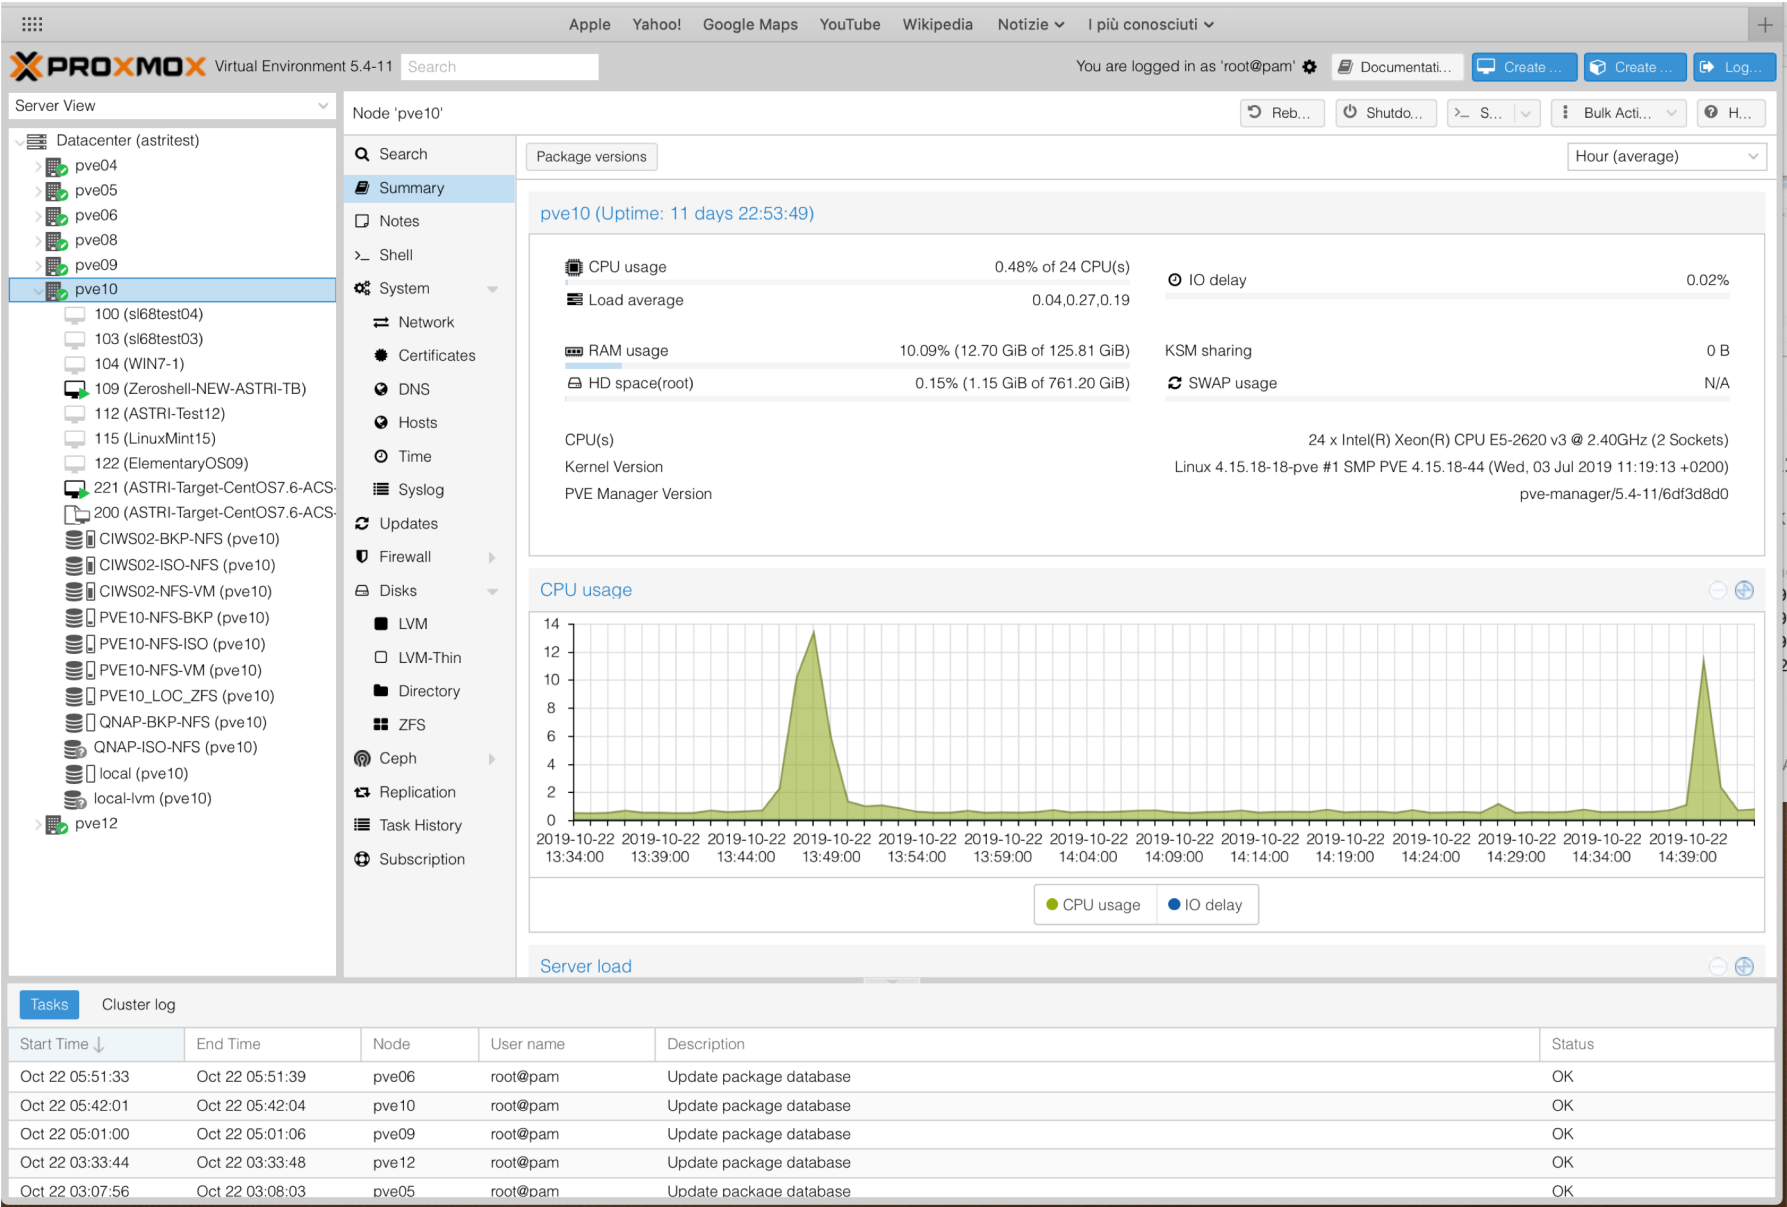 Apple Yahoo! Google Maps YouTube Wikipedia Notizie I più conosciuti
PROXMOX Virtual Environment 5.4-11 Search You are logged in as 'root@pam' Documentati... Create ... Create ... Log...
Server View
Datacenter (astritest)
pve04
pve05
pve06
pve08
pve09
pve10
100 (sl68test04)
103 (sl68test03)
104 (WIN7-1)
109 (Zeroshell-NEW-ASTRI-TB)
112 (ASTRI-Test12)
115 (LinuxMint15)
122 (ElementaryOS09)
221 (ASTRI-Target-CentOS7.6-ACS-
200 (ASTRI-Target-CentOS7.6-ACS-
CIWS02-BKP-NFS (pve10)
CIWS02-ISO-NFS (pve10)
CIWS02-NFS-VM (pve10)
PVE10-NFS-BKP (pve10)
PVE10-NFS-ISO (pve10)
PVE10-NFS-VM (pve10)
PVE10_LOC_ZFS (pve10)
QNAP-BKP-NFS (pve10)
QNAP-ISO-NFS (pve10)
local (pve10)
local-lvm (pve10)
pve12
Node 'pve10' Reb... Shutdo... >_ S... Bulk Acti... H...
Search
Summary
Notes
Shell
System
Network
Certificates
DNS
Hosts
Time
Syslog
Updates
Firewall
Disks
LVM
LVM-Thin
Directory
ZFS
Ceph
Replication
Task History
Subscription
Package versions Hour (average)
pve10 (Uptime: 11 days 22:53:49)
CPU usage 0.48% of 24 CPU(s)
Load average 0.04,0.27,0.19
IO delay 0.02%
RAM usage 10.09% (12.70 GiB of 125.81 GiB)
HD space(root) 0.15% (1.15 GiB of 761.20 GiB)
KSM sharing 0 B
SWAP usage N/A
CPU(s) 24 x Intel(R) Xeon(R) CPU E5-2620 v3 @ 2.40GHz (2 Sockets)
Kernel Version Linux 4.15.18-18-pve #1 SMP PVE 4.15.18-44 (Wed, 03 Jul 2019 11:19:13 +0200)
PVE Manager Version pve-manager/5.4-11/6df3d8d0
CPU usage
14
12
10
8
6
4
2
0
2019-10-22 2019-10-22 2019-10-22 2019-10-22 2019-10-22 2019-10-22 2019-10-22 2019-10-22 2019-10-22 2019-10-22 2019-10-22 2019-10-22 2019-10-22 2019-10-22
13:34:00 13:39:00 13:44:00 13:49:00 13:54:00 13:59:00 14:04:00 14:09:00 14:14:00 14:19:00 14:24:00 14:29:00 14:34:00 14:39:00
CPU usage IO delay
Server load
Tasks Cluster log
Start Time End Time Node User name Description Status
Oct 22 05:51:33 Oct 22 05:51:39 pve06 root@pam Update package database OK
Oct 22 05:42:01 Oct 22 05:42:04 pve10 root@pam Update package database OK
Oct 22 05:01:00 Oct 22 05:01:06 pve09 root@pam Update package database OK
Oct 22 03:33:44 Oct 22 03:33:48 pve12 root@pam Update package database OK
Oct 22 03:07:56 Oct 22 03:08:03 pve05 root@pam Update package database OK